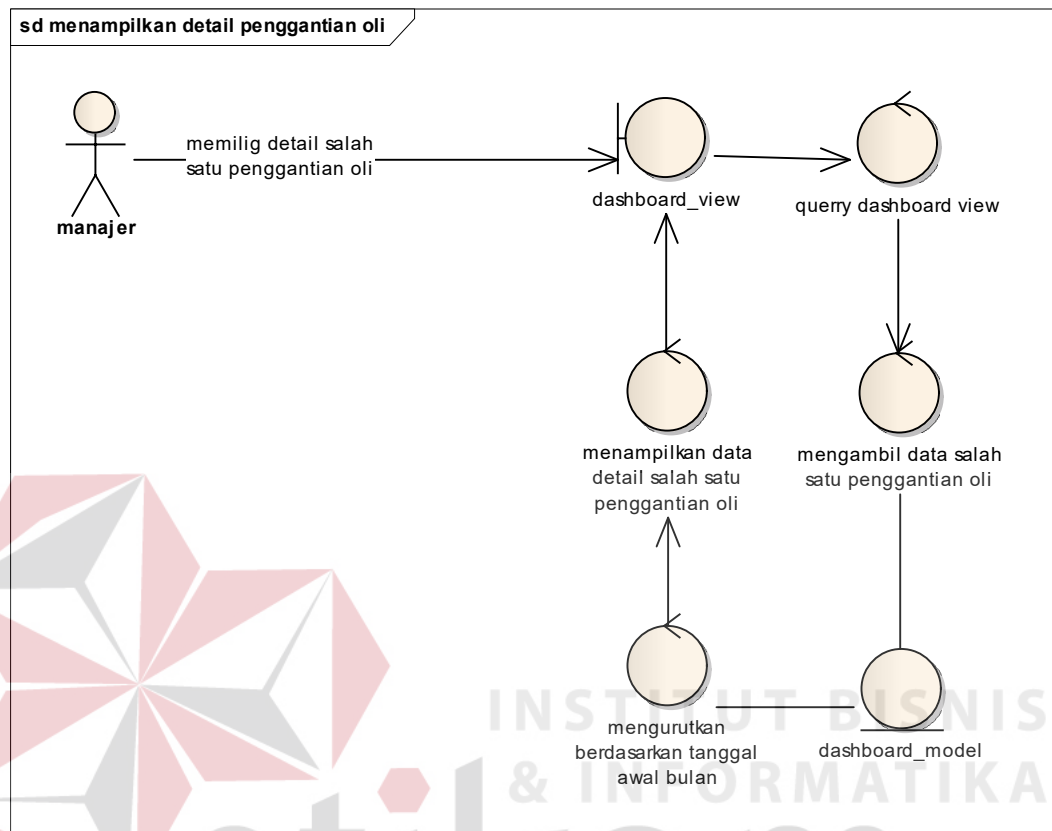 sd menampilkan detail penggantian oli
memilig detail salah
satu penggantian oli
manajer
dashboard_view
querry dashboard view
menampilkan data
detail salah satu
penggantian oli
mengambil data salah
satu penggantian oli
mengurutkan
berdasarkan tanggal
awal bulan
dashboard_model
INSTITUT BISNIS
& INFORMATIKA